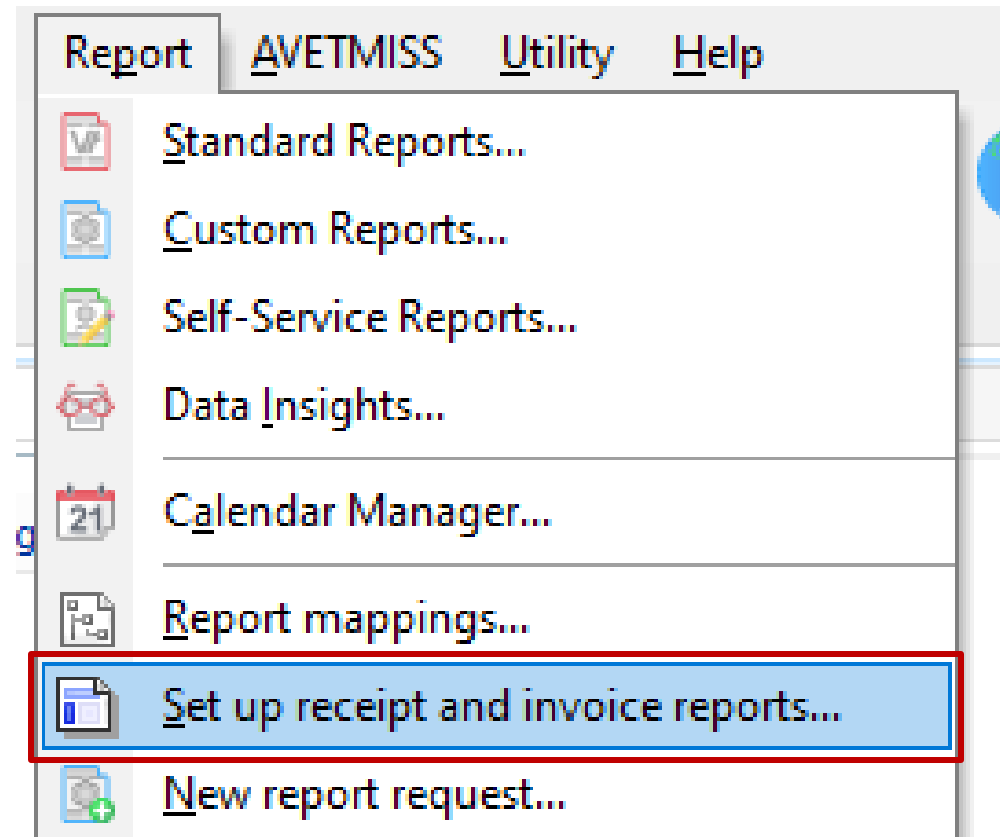 Report AVETMISS Utility Help
Standard Reports...
Custom Reports...
Self-Service Reports...
Data Insights...
21 Calendar Manager...
g
Report mappings...
Set up receipt and invoice reports...
New report request...